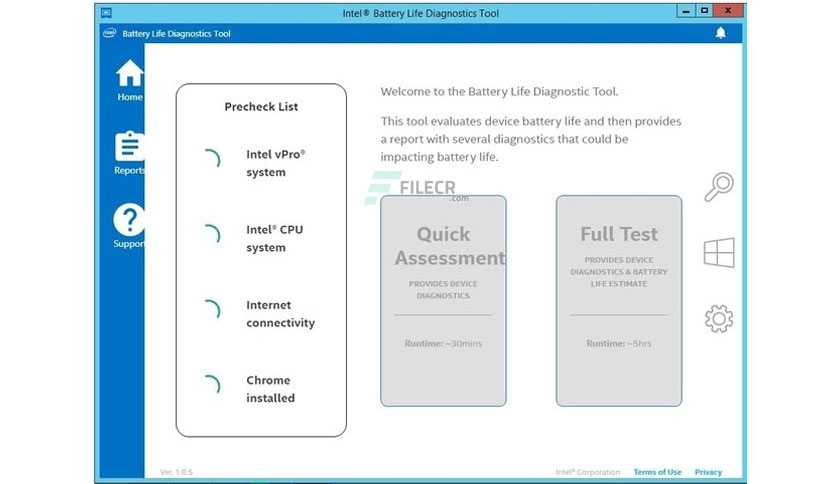 Intel® Battery Life Diagnostics Tool
intel Battery Life Diagnostics Tool
Home
Reports
Support
Precheck List
Intel vPro®
system
Intel® CPU
system
Internet
connectivity
Chrome
installed
Welcome to the Battery Life Diagnostic Tool.
This tool evaluates device battery life and then provides
a report with several diagnostics that could be
impacting battery life.
FILECR
.com
Quick
Assessment
PROVIDES DEVICE
DIAGNOSTICS
Runtime: ~30mins
Full Test
PROVIDES DEVICE
DIAGNOSTICS & BATTERY
LIFE ESTIMATE
Runtime: ~5hrs
Ver. 1.0.5
Intel® Corporation Terms of Use Privacy